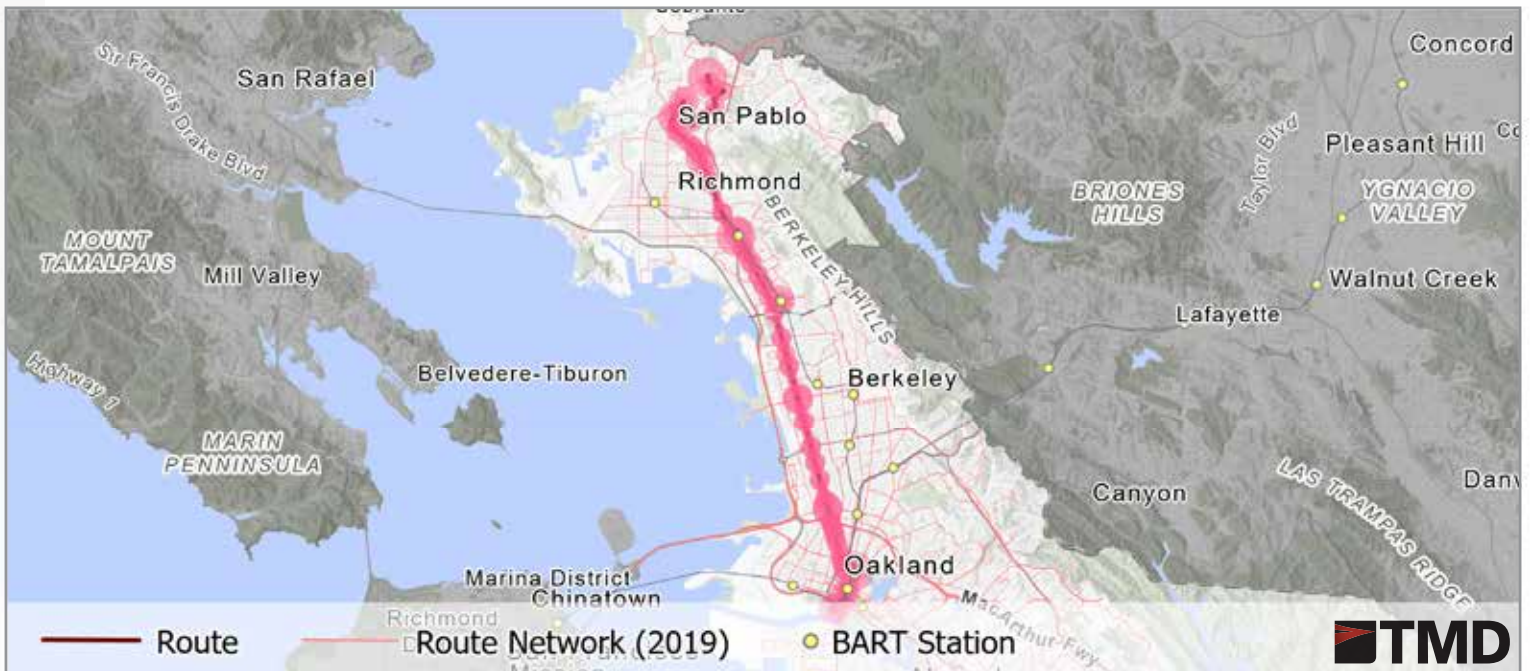 Sobrante
Concord
San Rafael
Sir Francis Drake Blvd
San Pablo
Taylor Blvd
Pleasant Hill
Richmond
BRIONES
HILLS
YGNACIO
VALLEY
BERKELEY HILLS
MOUNT
TAMALPAIS
Mill Valley
Walnut Creek
Lafayette
Highway 1
Belvedere-Tiburon
Berkeley
MARIN
PENNINSULA
LAS TRAMPAS RIDGE
Canyon
Oakland
Marina District
Chinatown
MacArthur Fwy
Richmond
Route
Route Network (2019)
BART Station
TMD